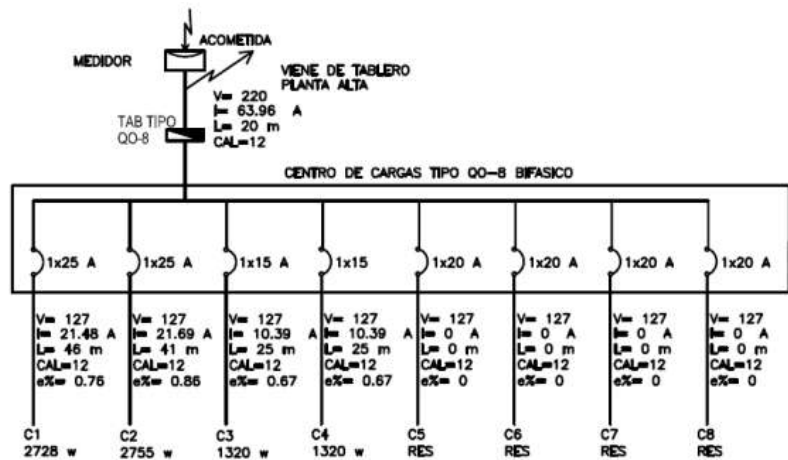 ACOMETIDA
MEDIDOR
VIENE DE TABLERO
PLANTA ALTA
V= 220
I= 63.96 A
L= 20 m
CAL=12
TAB TIPO
QO-8
CENTRO DE CARGAS TIPO QO-8 BIFASICO
1x25 A
1x25 A
1x15 A
1x15
1x20 A
1x20 A
1x20 A
1x20 A
V= 127
I= 21.48 A
L= 46 m
CAL=12
e%= 0.76
V= 127
I= 21.69 A
L= 41 m
CAL=12
e%= 0.86
V= 127
I= 10.39 A
L= 25 m
CAL=12
e%= 0.67
V= 127
I= 10.39 A
L= 25 m
CAL=12
e%= 0.67
V= 127
I= 0 A
L= 0 m
CAL=12
e%= 0
V= 127
I= 0 A
L= 0 m
CAL=12
e%= 0
V= 127
I= 0 A
L= 0 m
CAL=12
e%= 0
V= 127
I= 0 A
L= 0 m
CAL=12
e%= 0
C1
2728 w
C2
2755 w
C3
1320 w
C4
1320 w
C5
RES
C6
RES
C7
RES
C8
RES